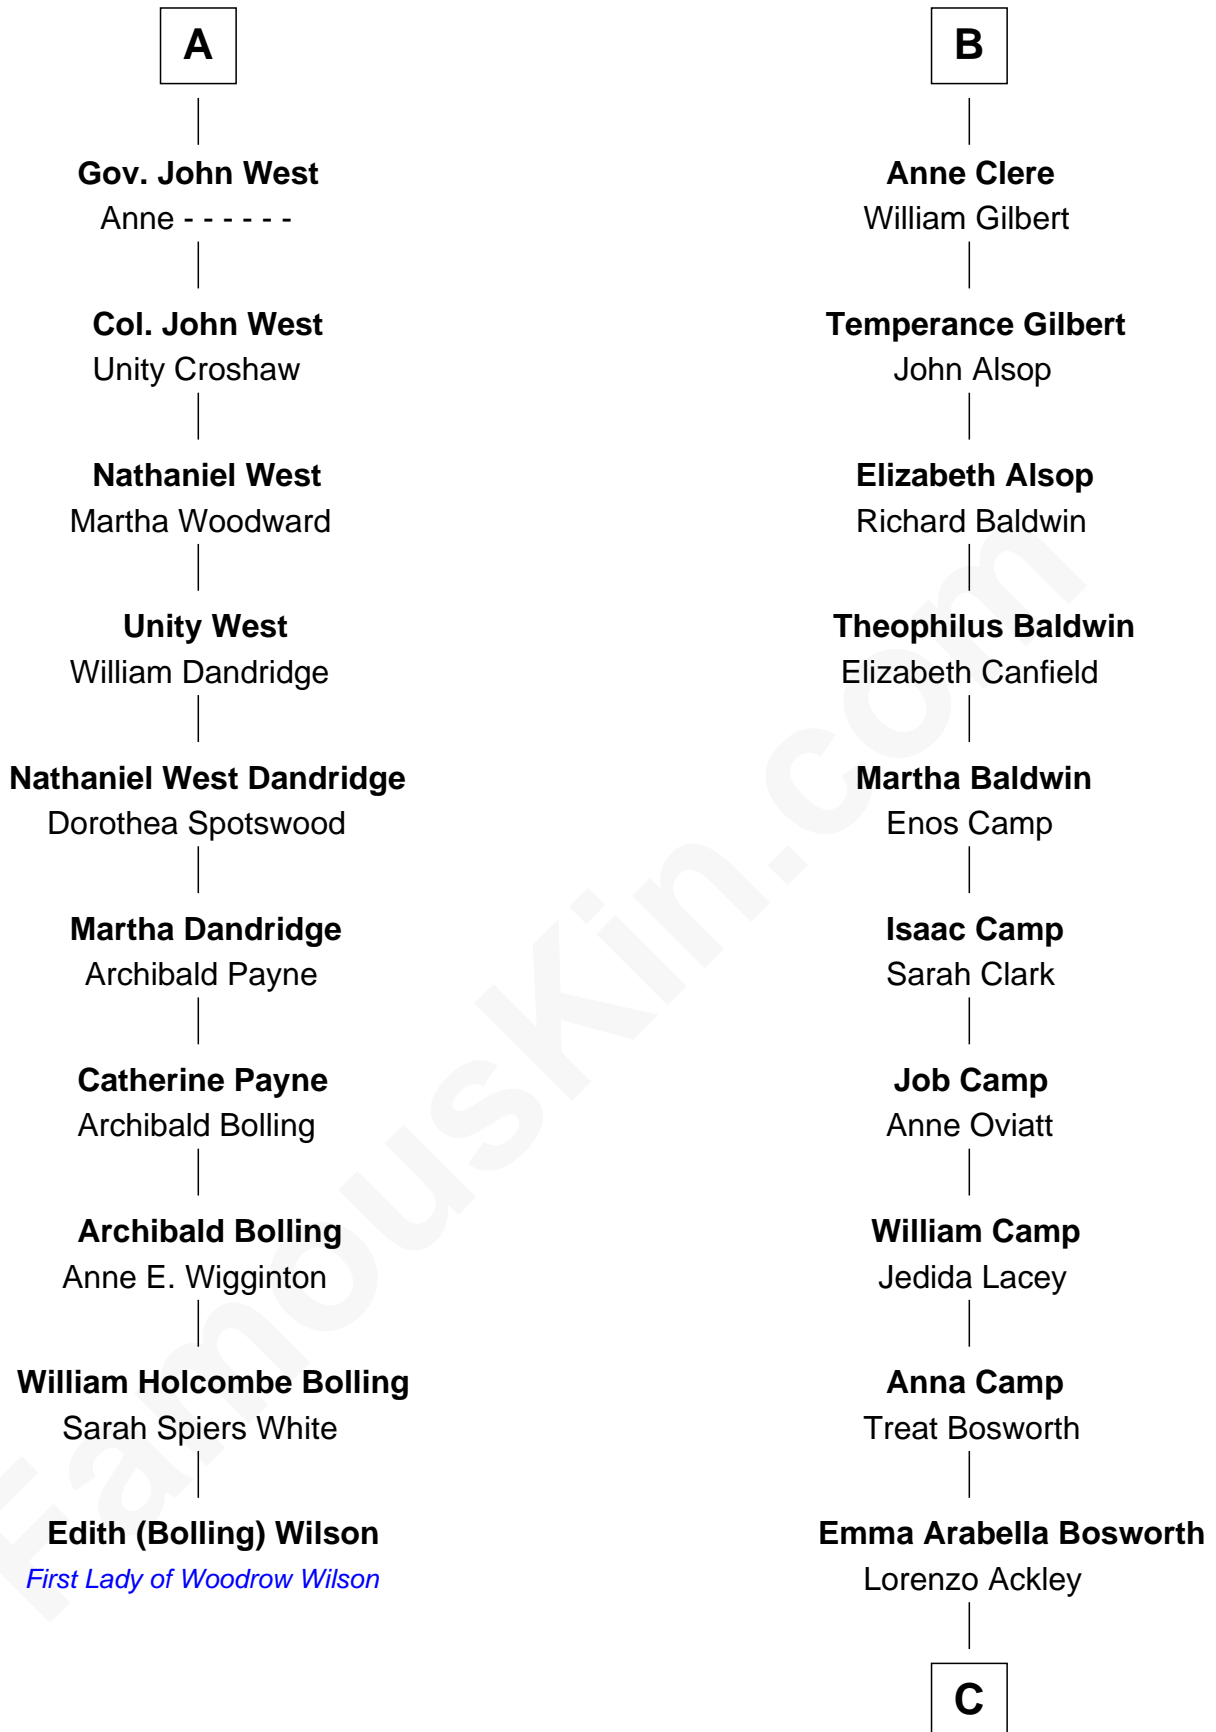 A
Gov. John West
Anne - - - - - -
Col. John West
Unity Croshaw
Nathaniel West
Martha Woodward
Unity West
William Dandridge
Nathaniel West Dandridge
Dorothea Spotswood
Martha Dandridge
Archibald Payne
Catherine Payne
Archibald Bolling
Archibald Bolling
Anne E. Wigginton
William Holcombe Bolling
Sarah Spiers White
Edith (Bolling) Wilson
First Lady of Woodrow Wilson
B
Anne Clere
William Gilbert
Temperance Gilbert
John Alsop
Elizabeth Alsop
Richard Baldwin
Theophilus Baldwin
Elizabeth Canfield
Martha Baldwin
Enos Camp
Isaac Camp
Sarah Clark
Job Camp
Anne Oviatt
William Camp
Jedida Lacey
Anna Camp
Treat Bosworth
Emma Arabella Bosworth
Lorenzo Ackley
C
FamousKin.com